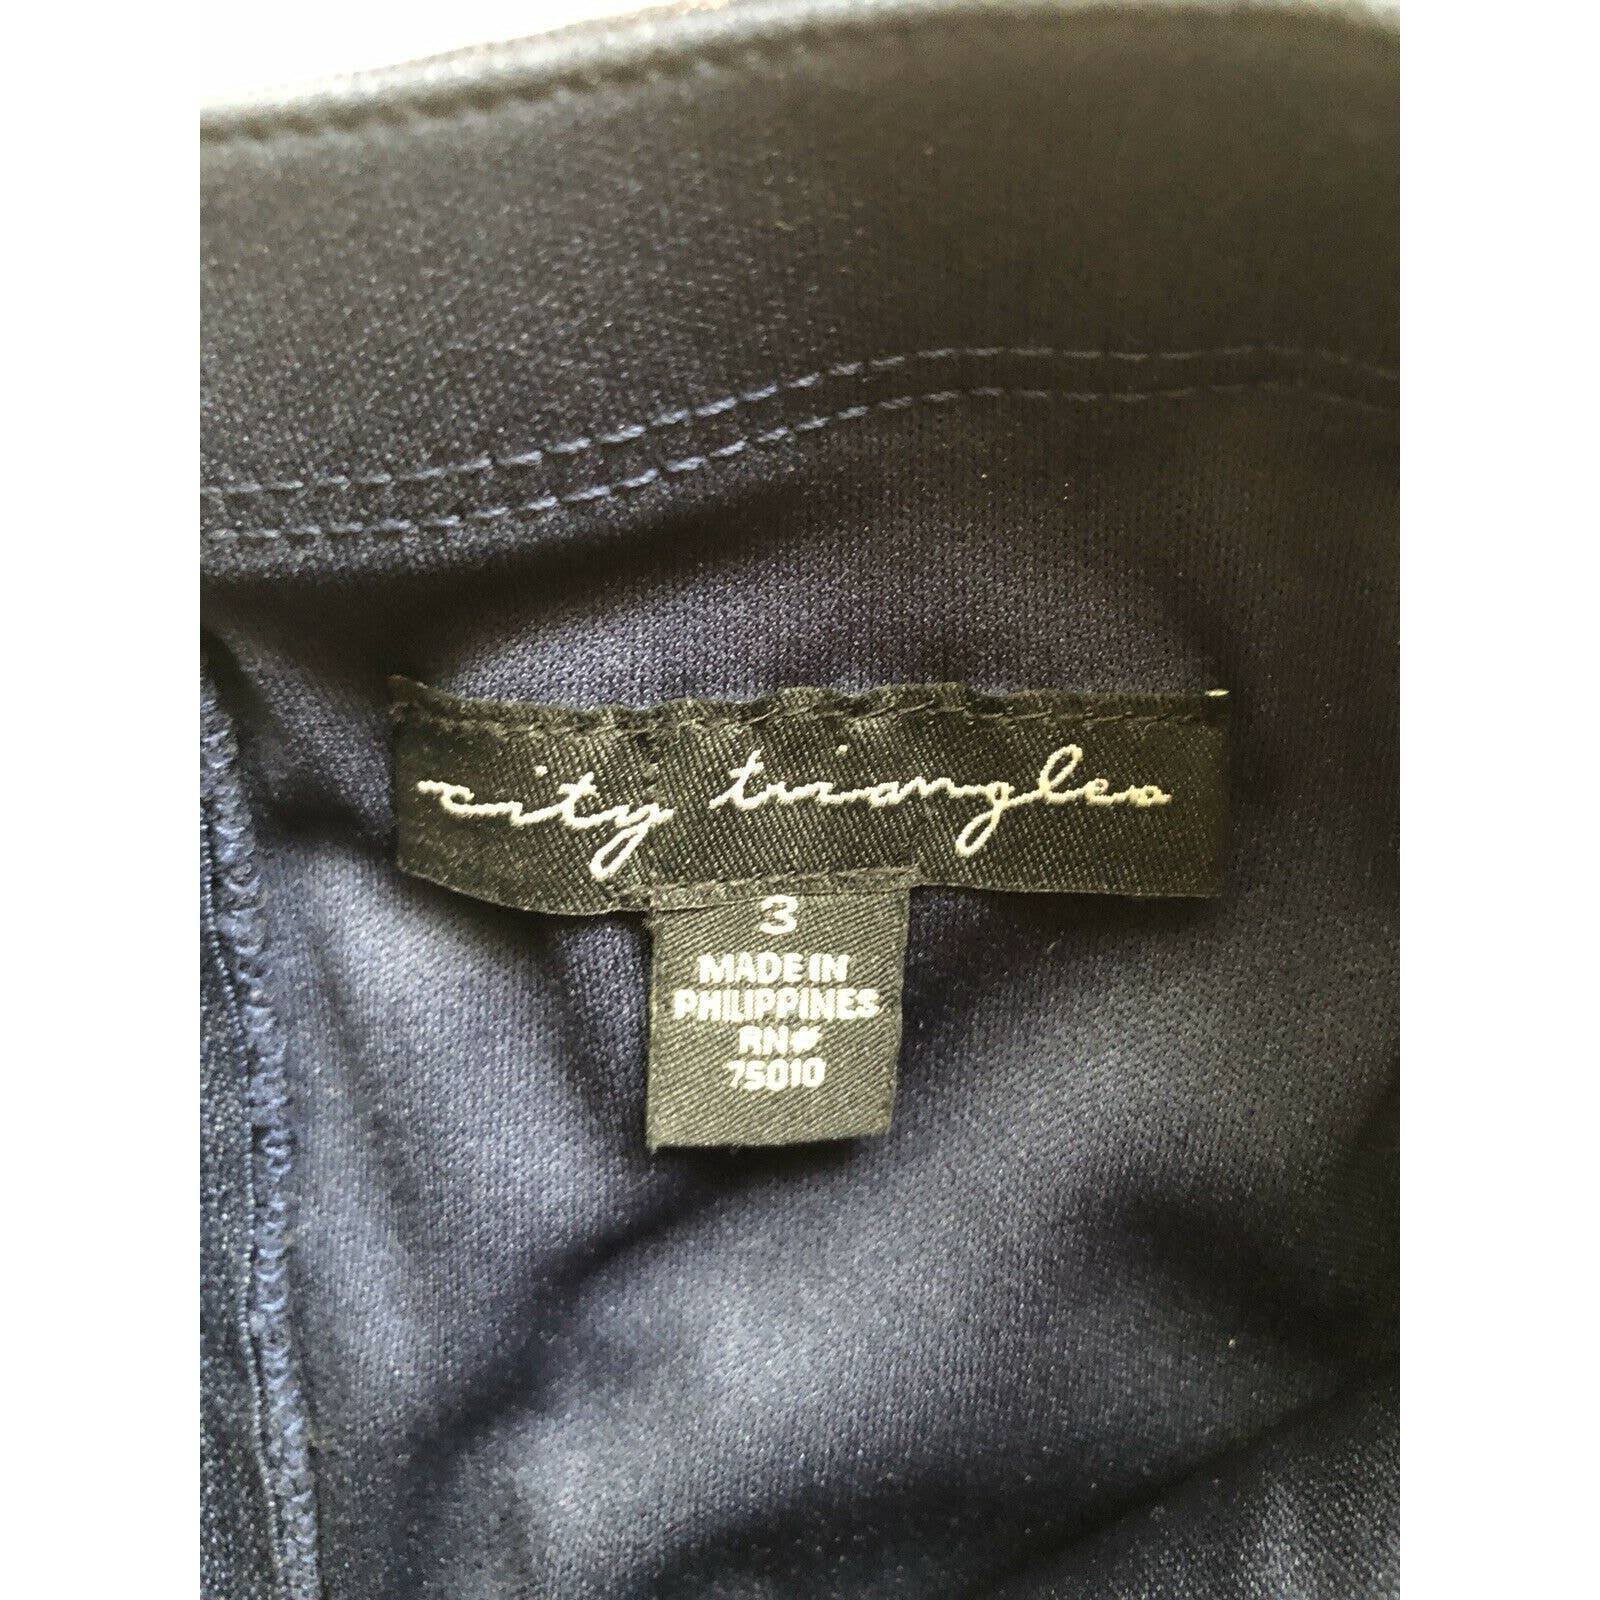 city triangles
3
MADE IN
PHILIPPINES
RN#
75010